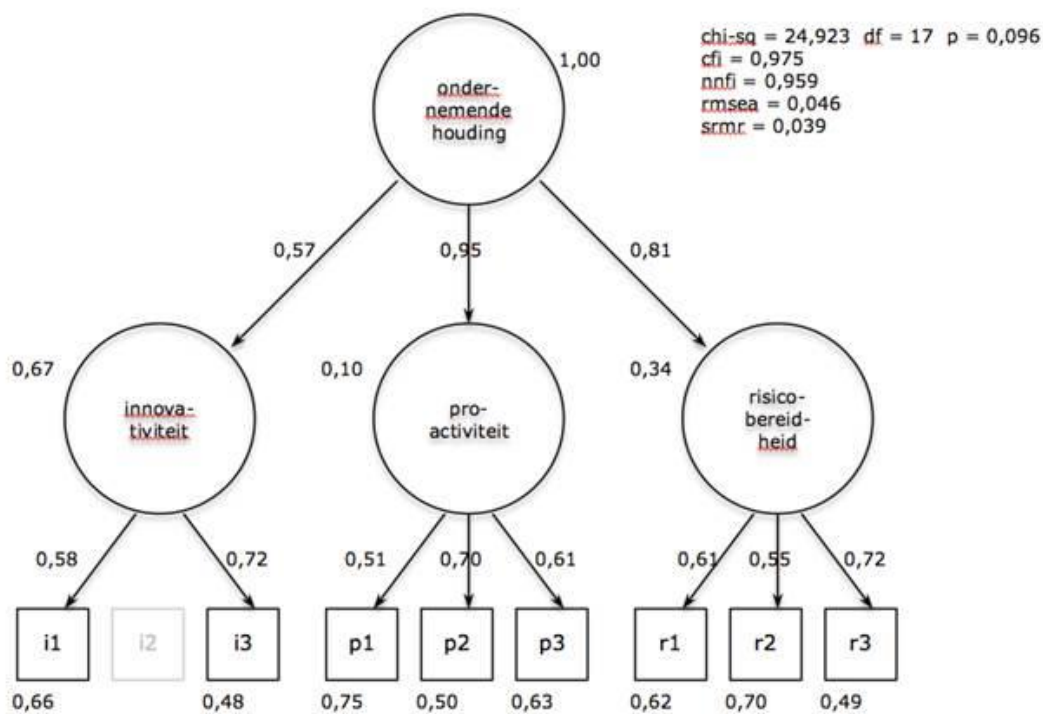 chi-sq = 24,923 df = 17 p = 0,096
cfi = 0,975
nnfi = 0,959
rmsea = 0,046
srmr = 0,039
1,00
onder-
nemende
houding
0,57
0,95
0,81
0,67
0,10
0,34
innova-
tiviteit
pro-
activiteit
risico-
bereid-
heid
0,58
0,72
0,51
0,70
0,61
0,61
0,55
0,72
i1
i2
i3
p1
p2
p3
r1
r2
r3
0,66
0,48
0,75
0,50
0,63
0,62
0,70
0,49